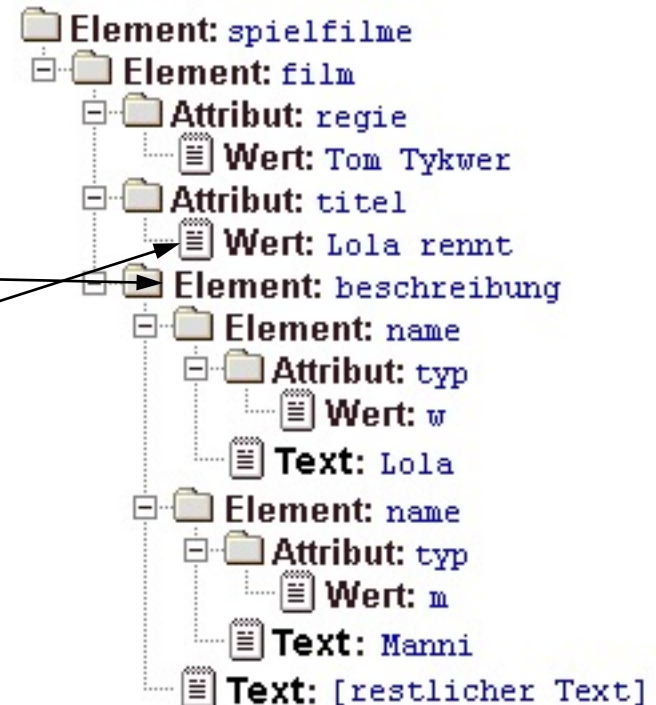 Element: spielfilme
Element: film
Attribut: regie
Wert: Tom Tykwer
Attribut: titel
Wert: Lola rennt
Element: beschreibung
Element: name
Attribut: typ
Wert: w
Text: Lola
Element: name
Attribut: typ
Wert: m
Text: Manni
Text: [restlicher Text]